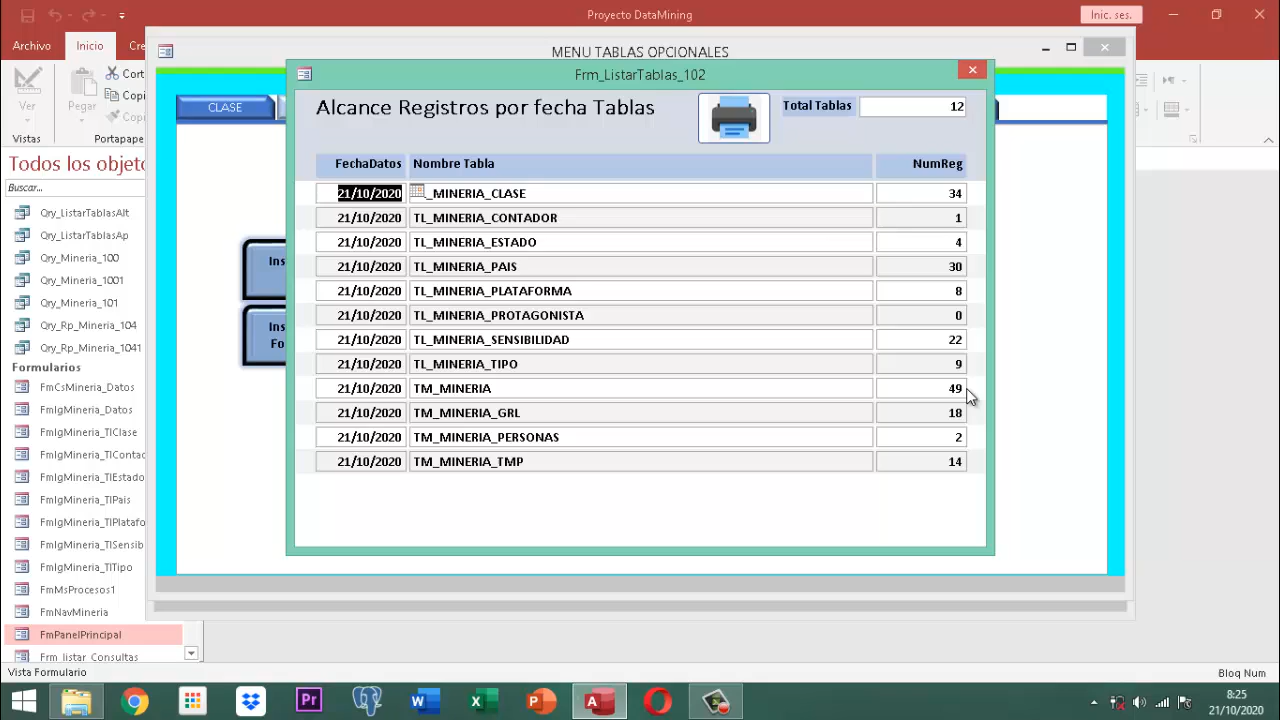 Proyecto DataMining
Inic. ses.
Archivo
Inicio
Cre
MENU TABLAS OPCIONALES
Ver
Pegar
Cort
Copi
Copi
Vistas
Portapape
Frm_ListarTablas_102
CLASE
Alcance Registros por fecha Tablas
Total Tablas 12
FechaDatos Nombre Tabla NumReg
21/10/2020 _MINERIA_CLASE 34
21/10/2020 TL_MINERIA_CONTADOR 1
21/10/2020 TL_MINERIA_ESTADO 4
21/10/2020 TL_MINERIA_PAIS 30
21/10/2020 TL_MINERIA_PLATAFORMA 8
21/10/2020 TL_MINERIA_PROTAGONISTA 0
21/10/2020 TL_MINERIA_SENSIBILIDAD 22
21/10/2020 TL_MINERIA_TIPO 9
21/10/2020 TM_MINERIA 49
21/10/2020 TM_MINERIA_GRL 18
21/10/2020 TM_MINERIA_PERSONAS 2
21/10/2020 TM_MINERIA_TMP 14
Ins
Ins
Fo
Todos los objeto
Buscar...
Qry_ListarTablasAlt
Qry_ListarTablasAp
Qry_Mineria_100
Qry_Mineria_1001
Qry_Mineria_101
Qry_Rp_Mineria_104
Qry_Rp_Mineria_1041
Formularios
FmCsMineria_Datos
FmIgMineria_Datos
FmIgMineria_TlClase
FmIgMineria_TlConta
FmIgMineria_TlEstado
FmIgMineria_TlPais
FmIgMineria_TlPlatafo
FmIgMineria_TlSensib
FmIgMineria_TlTipo
FmMsProcesos1
FmNavMineria
FmPanelPrincipal
Frm_listar_Consultas
Vista Formulario
Bloq Num
Pr
8:25
21/10/2020